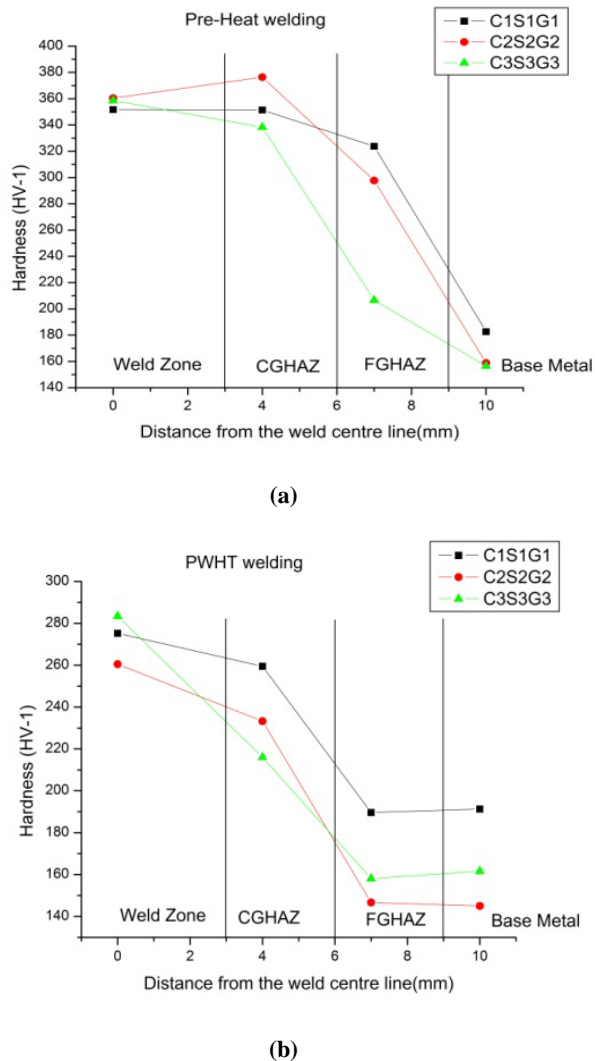 Pre-Heat welding
C1S1G1
C2S2G2
C3S3G3
400
380
360
340
320
300
280
260
240
220
200
180
160
140
Hardness (HV-1)
Weld Zone
CGHAZ
FGHAZ
Base Metal
0 2 4 6 8 10
Distance from the weld centre line(mm)
(a)
PWHT welding
C1S1G1
C2S2G2
C3S3G3
300
280
260
240
220
200
180
160
140
Hardness (HV-1)
Weld Zone
CGHAZ
FGHAZ
Base Metal
0 2 4 6 8 10
Distance from the weld centre line(mm)
(b)